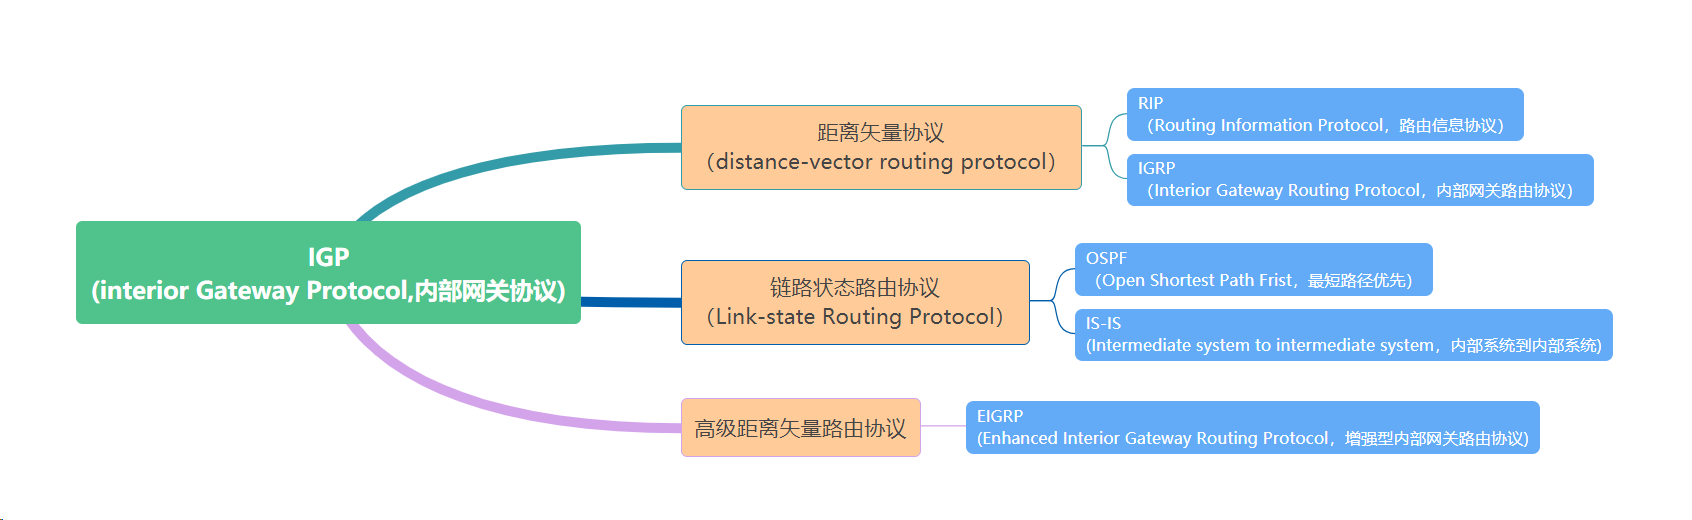 IGP
(interior Gateway Protocol,内部网关协议)
距离矢量协议
（distance-vector routing protocol）
RIP
（Routing Information Protocol，路由信息协议）
IGRP
（Interior Gateway Routing Protocol，内部网关路由协议）
链路状态路由协议
（Link-state Routing Protocol）
OSPF
（Open Shortest Path Frist，最短路径优先）
IS-IS
(Intermediate system to intermediate system，内部系统到内部系统)
高级距离矢量路由协议
EIGRP
(Enhanced Interior Gateway Routing Protocol，增强型内部网关路由协议)